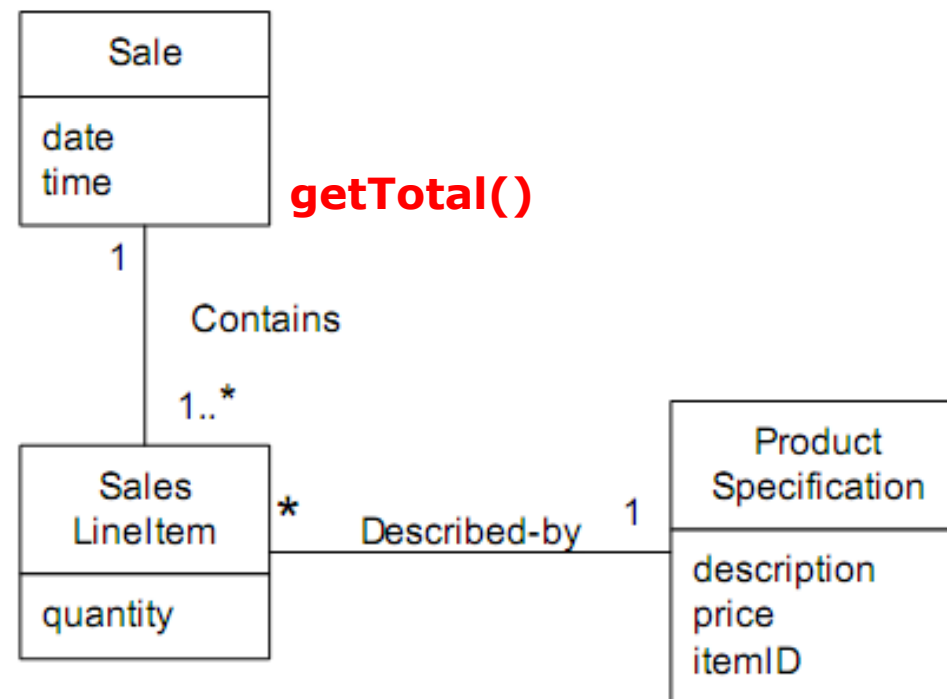 Sale
date
time
getTotal()
1
Contains
1..*
Sales
LineItem
quantity
*
Described-by
1
Product
Specification
description
price
itemID